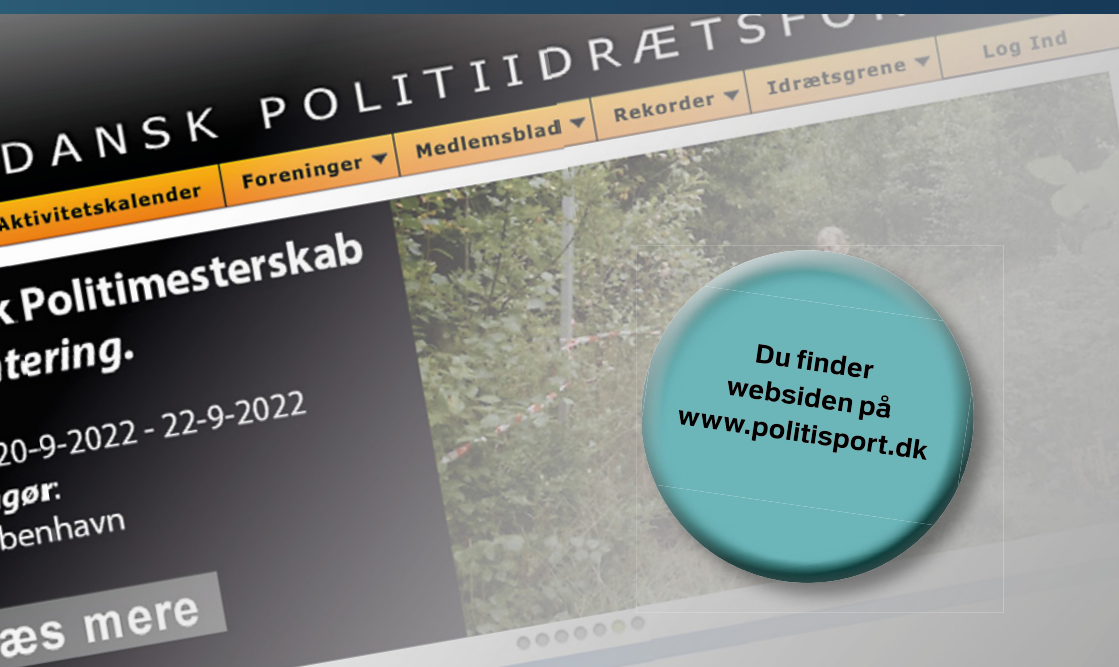 DANSK POLITIIDRÆTSFOR
Aktivitetskalender
Foreninger
Medlemsblad
Rekorder
Idrætsgrene
Log Ind
k Politimesterskab
ntering.
20-9-2022 - 22-9-2022
gør:
benhavn
æs mere
Du finder
websiden på
www.politisport.dk